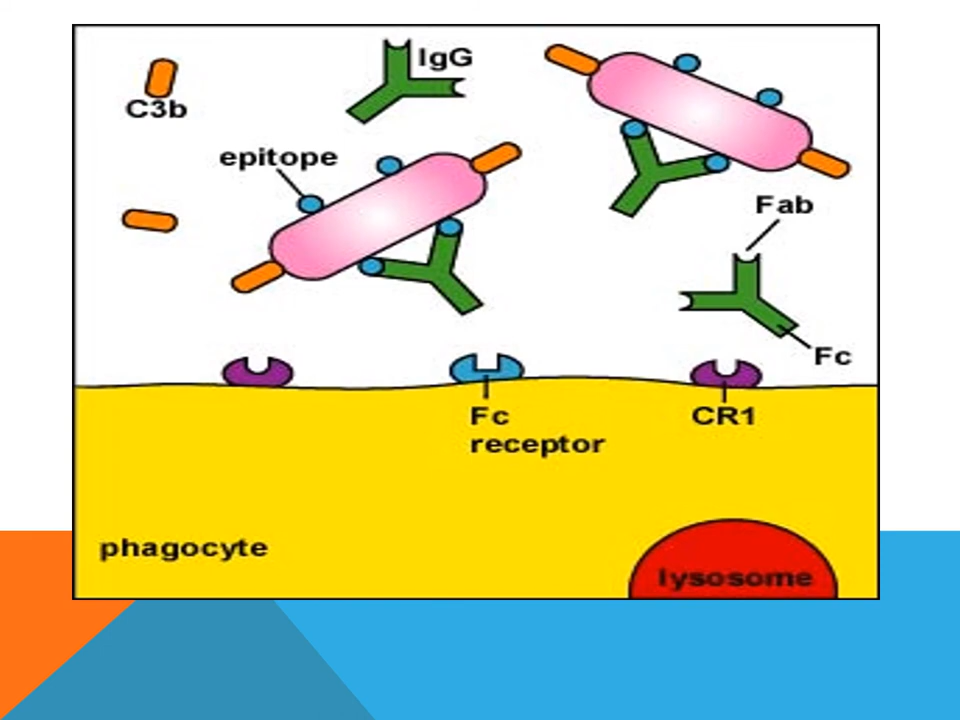 IgG
C3b
epitope
Fab
Fc
Fc
receptor
CR1
phagocyte
lysosome